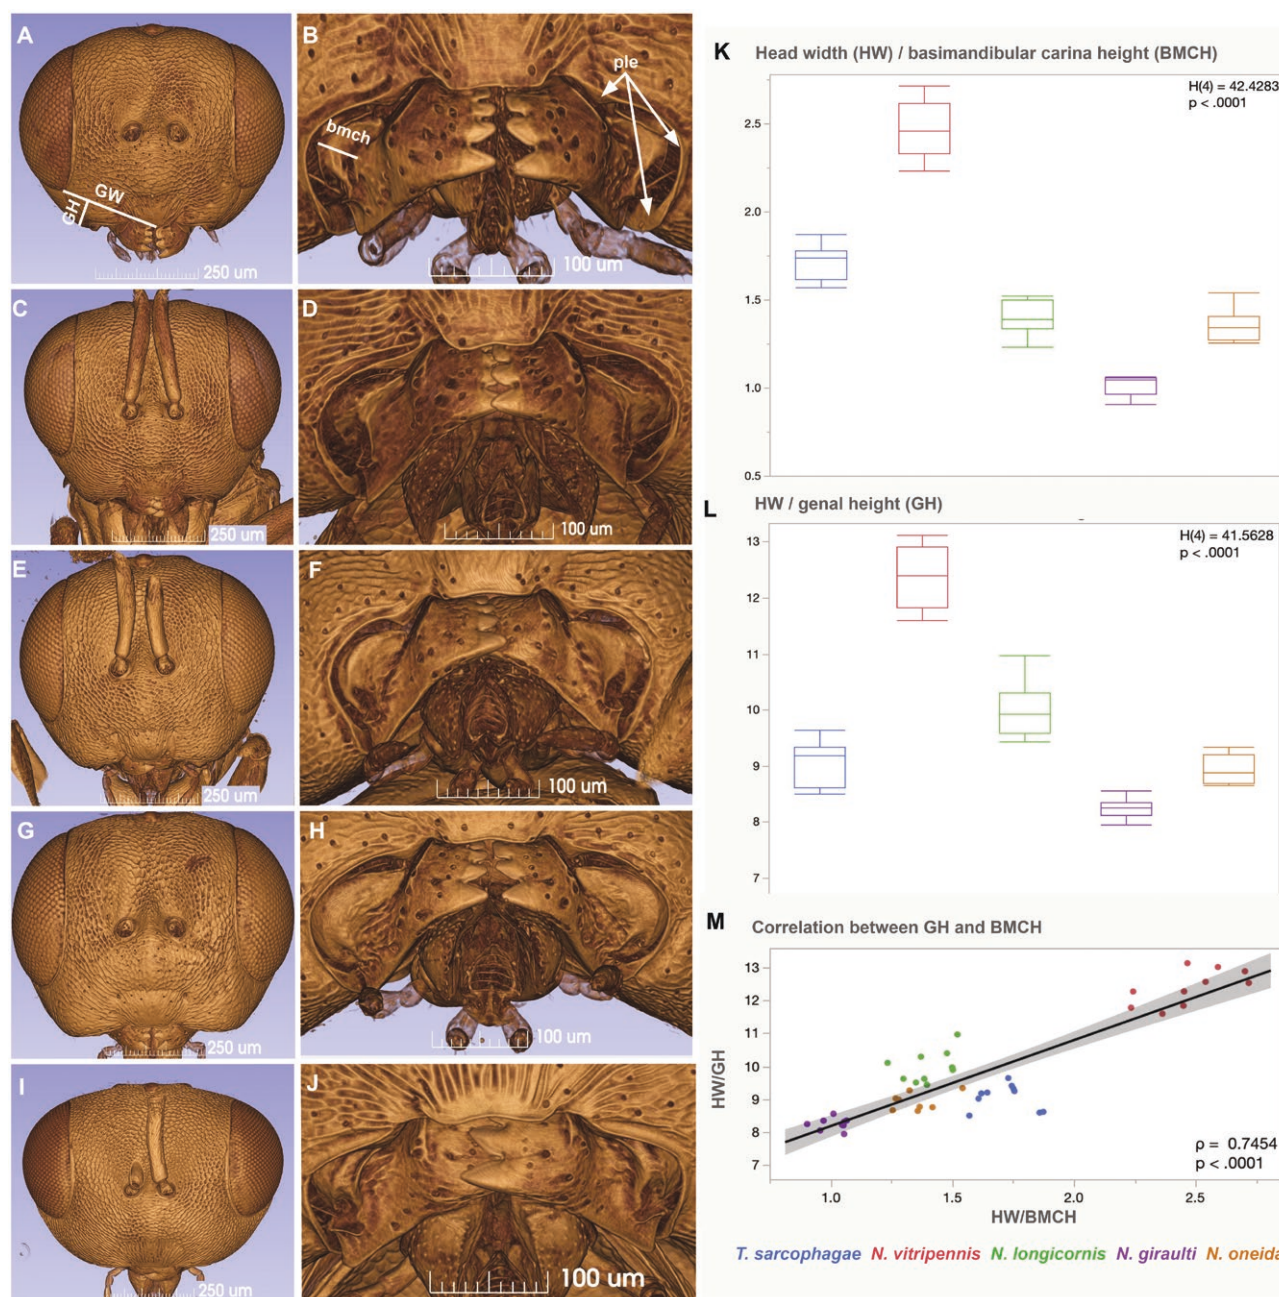 A
GW
GH
250 um
B
ple
bmch
100 um
C
250 um
D
100 um
E
250 um
F
100 um
G
250 um
H
100 um
I
250 um
J
100 um
K Head width (HW) / basimandibular carina height (BMCH)
H(4) = 42.4283
p < .0001
2.5
2.0
1.5
1.0
0.5
L HW / genal height (GH)
H(4) = 41.5628
p < .0001
13
12
11
10
9
8
7
M Correlation between GH and BMCH
13
12
11
10
9
8
7
HW/GH
ρ = 0.7454
p < .0001
1.0 1.5 2.0 2.5
HW/BMCH
T. sarcophagae N. vitripennis N. longicornis N. giraulti N. oneida